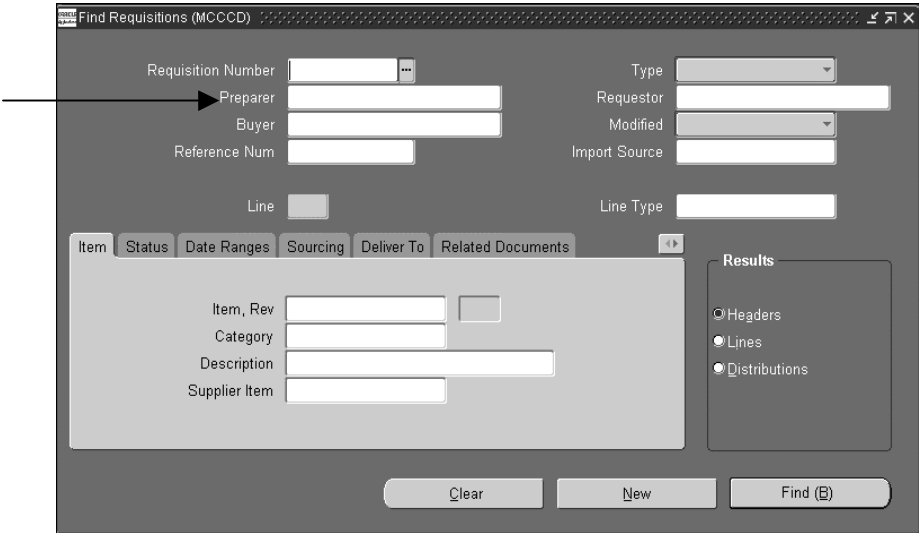 Find Requisitions (MCCCD)
Requisition Number
Type
Preparer
Requestor
Buyer
Modified
Reference Num
Import Source
Line
Line Type
Item Status Date Ranges Sourcing Deliver To Related Documents
Results
Item, Rev
Headers
Category
Lines
Description
Distributions
Supplier Item
Clear New Find (B)